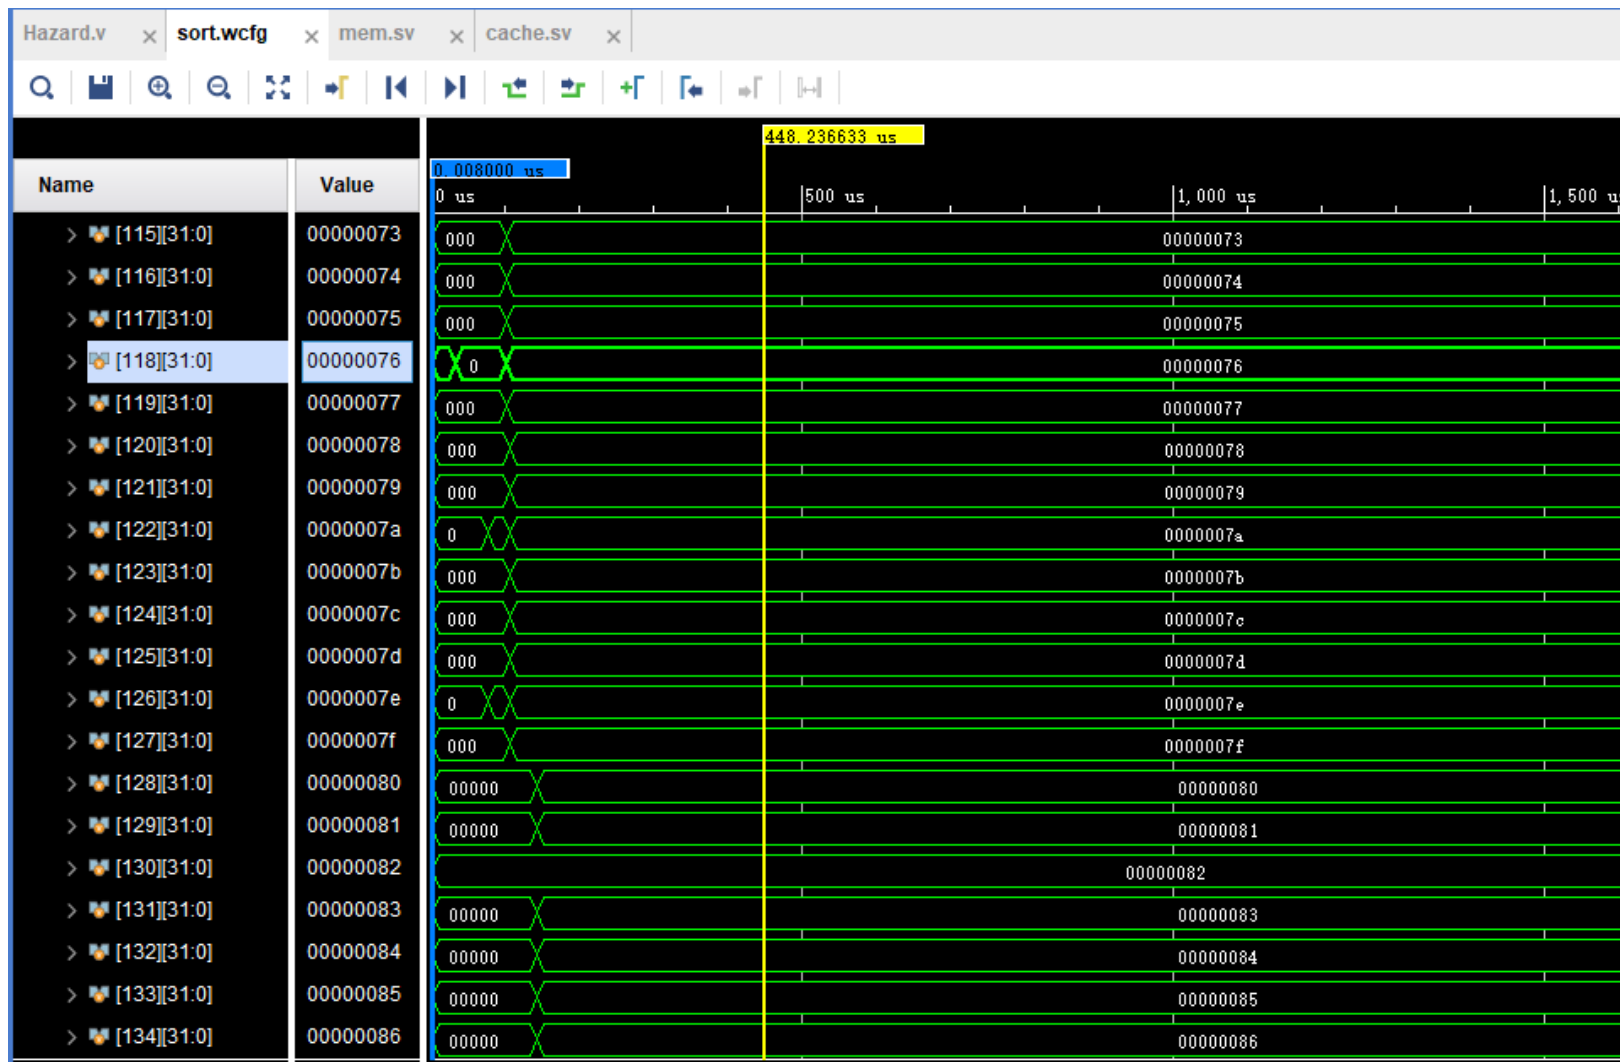 Hazard.v × sort.wcfg × mem.sv × cache.sv ×
448.236633 us
0.008000 us
Name Value 0 us 500 us 1,000 us 1,500 u
[115][31:0] 00000073 000 00000073
[116][31:0] 00000074 000 00000074
[117][31:0] 00000075 000 00000075
[118][31:0] 00000076 0 00000076
[119][31:0] 00000077 000 00000077
[120][31:0] 00000078 000 00000078
[121][31:0] 00000079 000 00000079
[122][31:0] 0000007a 0 0000007a
[123][31:0] 0000007b 000 0000007b
[124][31:0] 0000007c 000 0000007c
[125][31:0] 0000007d 000 0000007d
[126][31:0] 0000007e 0 0000007e
[127][31:0] 0000007f 000 0000007f
[128][31:0] 00000080 00000 00000080
[129][31:0] 00000081 00000 00000081
[130][31:0] 00000082 00000082
[131][31:0] 00000083 00000 00000083
[132][31:0] 00000084 00000 00000084
[133][31:0] 00000085 00000 00000085
[134][31:0] 00000086 00000 00000086